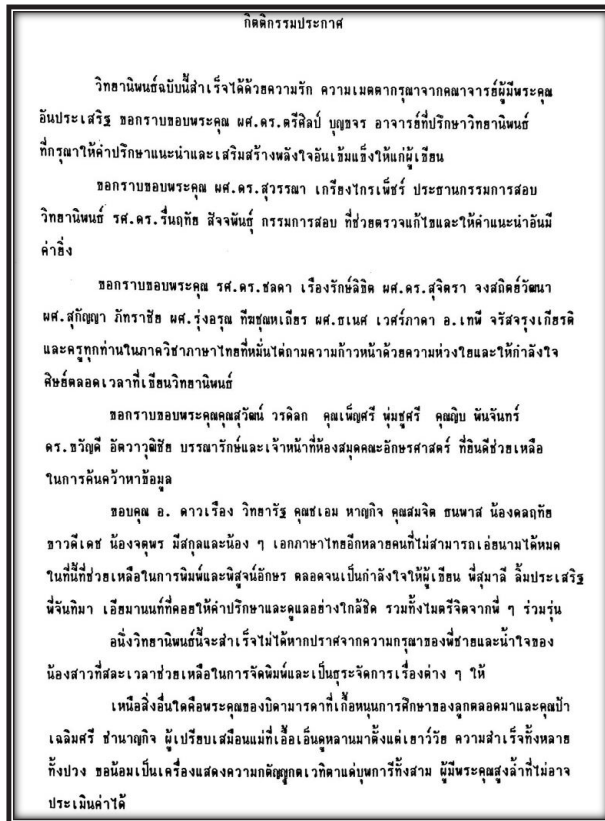 กิตติกรรมประกาศ
วิทยานิพนธ์ฉบับนี้สำเร็จได้ด้วยความรัก ความเมตตากรุณาจากคณาจารย์ผู้มีพระคุณ
อันประเสริฐ ขอกราบขอบพระคุณ ผศ.ดร.ตรีศิลป์ บุญขจร อาจารย์ที่ปรึกษาวิทยานิพนธ์
ที่กรุณาให้คำปรึกษาแนะนำและเสริมสร้างพลังใจอันเข้มแข็งให้แก่ผู้เขียน
ขอกราบขอบพระคุณ ผศ.ดร.สุวรรณา เกรียงไกรเพ็ชร์ ประธานกรรมการสอบ
วิทยานิพนธ์ รศ.ดร.รื่นฤทัย สัจจพันธุ์ กรรมการสอบ ที่ช่วยตรวจแก้ไขและให้คำแนะนำอันมี
ค่ายิ่ง
ขอกราบขอบพระคุณ รศ.ดร.ชลดา เรืองรักษ์ลิขิต ผศ.ดร.สุจิตรา จงสถิตย์วัฒนา
ผศ.สุกัญญา ภัทราชัย ผศ.รุ่งอรุณ ทีฆชุณหเถียร ผศ.ธเนศ เวศร์ภาดา อ.เทพี จรัสจรุงเกียรติ
และครูทุกท่านในภาควิชาภาษาไทยที่หมั่นไต่ถามความก้าวหน้าด้วยความห่วงใยและให้กำลังใจ
ศิษย์ตลอดเวลาที่เขียนวิทยานิพนธ์
ขอกราบขอบพระคุณคุณสุวัฒน์ วรดิลก คุณเพ็ญศรี พุ่มชูศรี คุณญิบ พันจันทร์
ดร.ขวัญดี อัตวาวุฒิชัย บรรณารักษ์และเจ้าหน้าที่ห้องสมุดคณะอักษรศาสตร์ ที่ยินดีช่วยเหลือ
ในการค้นคว้าหาข้อมูล
ขอบคุณ อ. ดาวเรือง วิทยารัฐ คุณชเอม หาญกิจ คุณสมจิต ธนพาส น้องดลฤทัย
ขาวดีเดช น้องจตุพร มีสกุลและน้อง ๆ เอกภาษาไทยอีกหลายคนที่ไม่สามารถเอ่ยนามได้หมด
ในที่นี้ที่ช่วยเหลือในการพิมพ์และพิสูจน์อักษร ตลอดจนเป็นกำลังใจให้ผู้เขียน พี่สุมาลี ลิ้มประเสริฐ
พี่จันทิมา เอียมานนท์ที่คอยให้คำปรึกษาและดูแลอย่างใกล้ชิด รวมทั้งไมตรีจิตจากพี่ ๆ ร่วมรุ่น
อนึ่งวิทยานิพนธ์นี้จะสำเร็จไม่ได้หากปราศจากความกรุณาของพี่ชายและน้ำใจของ
น้องสาวที่สละเวลาช่วยเหลือในการจัดพิมพ์และเป็นธุระจัดการเรื่องต่าง ๆ ให้
เหนือสิ่งอื่นใดคือพระคุณของบิดามารดาที่เกื้อหนุนการศึกษาของลูกตลอดมาและคุณป้า
เฉลิมศรี ชำนาญกิจ ผู้เปรียบเสมือนแม่ที่เอื้อเอ็นดูหลานมาตั้งแต่เยาว์วัย ความสำเร็จทั้งหลาย
ทั้งปวง ขอน้อมเป็นเครื่องแสดงความกตัญญูกตเวทิตาแด่บุพการีทั้งสาม ผู้มีพระคุณสูงล้ำที่ไม่อาจ
ประเมินค่าได้